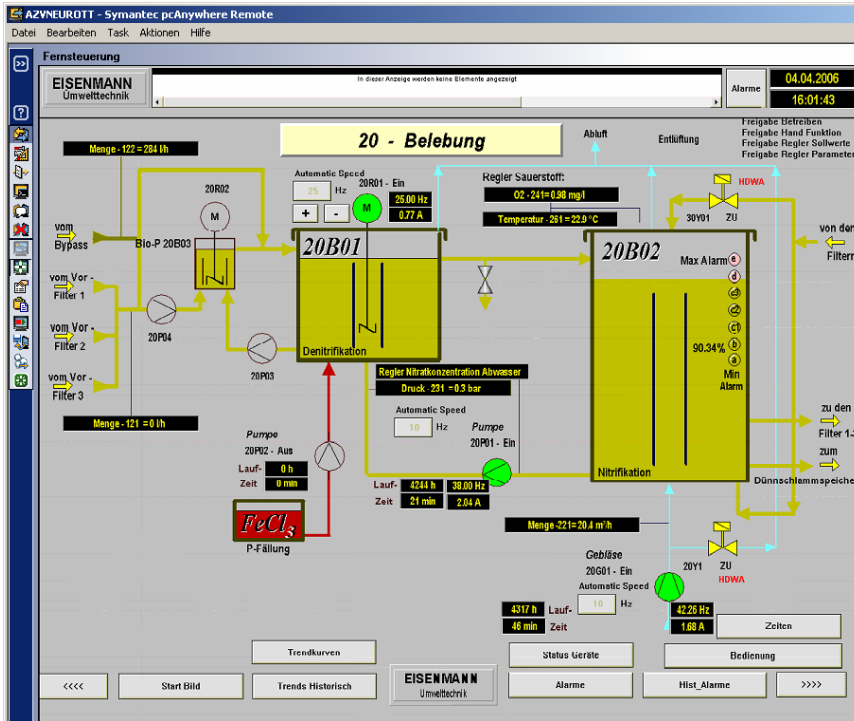 AZVNEUROTT - Symantec pcAnywhere Remote
Datei Bearbeiten Task Aktionen Hilfe
Fernsteuerung
EISENMANN
Umwelttechnik
In dieser Anzeige werden keine Elemente angezeigt
Alarme
04.04.2006
16:01:43
Freigabe Betreiben
Freigabe Hand Funktion
Freigabe Regler Sollwerte
Freigabe Regler Parameter
20 - Belebung
Abluft
Entlüftung
Menge - 122 = 284 l/h
Automatic Speed
25 Hz
+ -
20R01 - Ein
M
25.00 Hz
0.77 A
Regler Sauerstoff:
O2 - 241 = 0.98 mg/l
Temperatur - 261 = 22.9 °C
HDWA
30Y01 ZU
20R02
M
vom
Bypass
Bio-P 20B03
20B01
20B02
Max Alarm
e
d
c3
c2
c1
b
a
90.34%
Min
Alarm
von den
Filtern
vom Vor -
Filter 1
vom Vor -
Filter 2
vom Vor -
Filter 3
20P04
20P03
Denitrifikation
Menge - 121 = 0 l/h
Regler Nitratkonzentration Abwasser
Druck - 231 = 0.3 bar
Automatic Speed
10 Hz
Pumpe
20P01 - Ein
Pumpe
20P02 - Aus
Lauf- 0 h
Zeit 0 min
Lauf- 4244 h 38.00 Hz
Zeit 21 min 2.04 A
Nitrifikation
zu den
Filter 1-
zum
Dünnschlammspeiche
FeCl3
P-Fällung
Menge -221 = 20.4 m³/h
Gebläse
20G01 - Ein
Automatic Speed
10 Hz
20Y1 ZU
HDWA
4317 h Lauf-
46 min Zeit
42.26 Hz
1.68 A
Zeiten
Trendkurven
Status Geräte
Bedienung
<<<<
Start Bild
Trends Historisch
EISENMANN
Umwelttechnik
Alarme
Hist_Alarme
>>>>